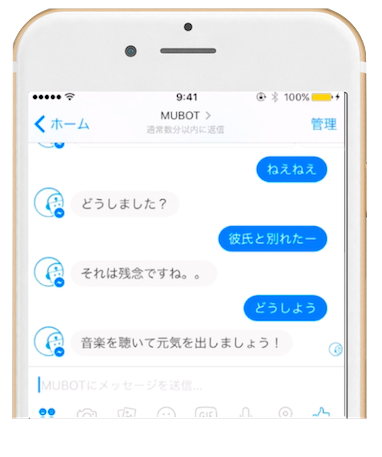 9:41
100%
ホーム
MUBOT >
通常数分以内に返信
管理
ねえねえ
どうしました？
彼氏と別れたー
それは残念ですね。。
どうしよう
音楽を聴いて元気を出しましょう！
MUBOTにメッセージを送信...
GIF